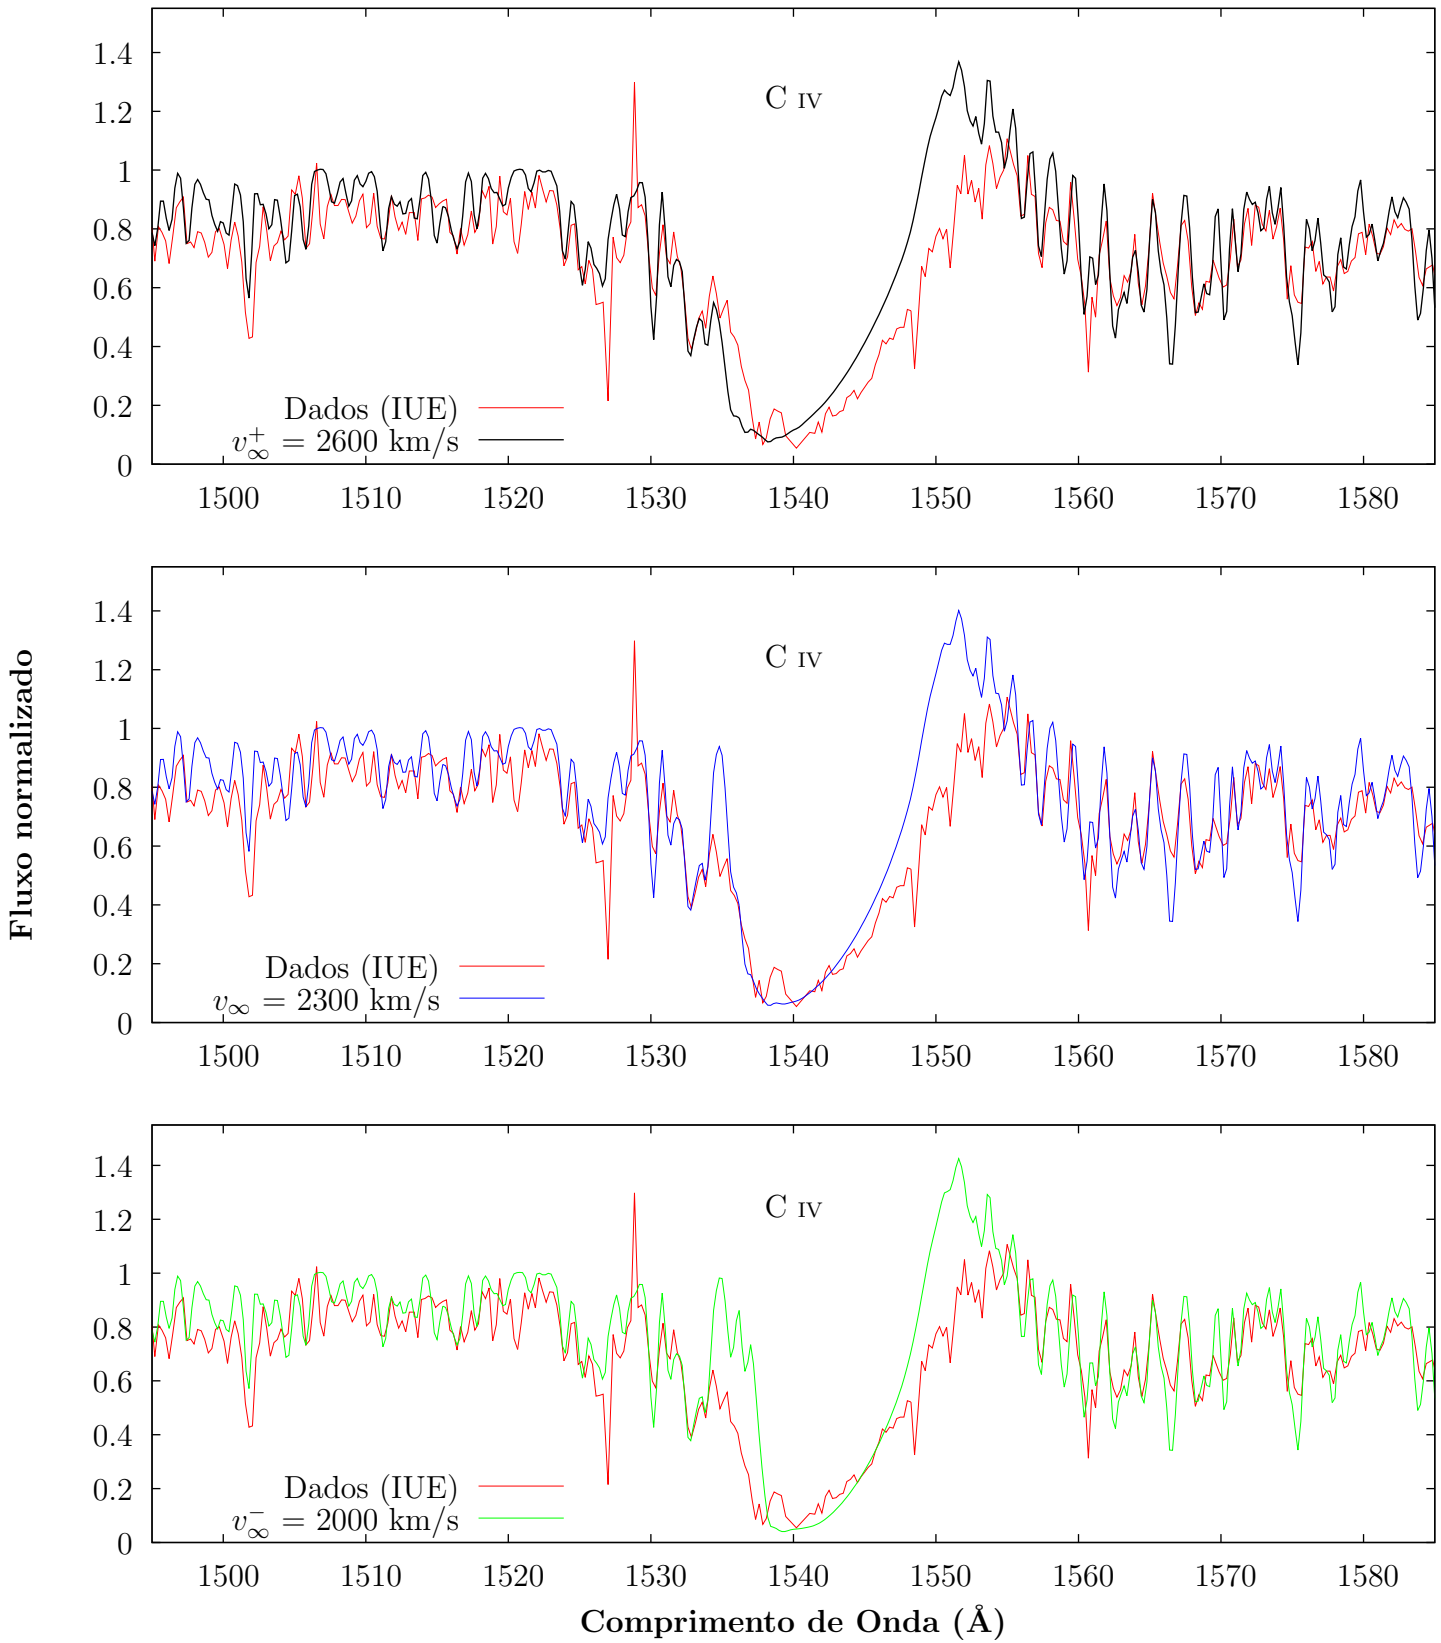 1.4
1.2
1
0.8
0.6
0.4
0.2
0
C IV
Dados (IUE)
v∞+ = 2600 km/s
1500 1510 1520 1530 1540 1550 1560 1570 1580
Fluxo normalizado
1.4
1.2
1
0.8
0.6
0.4
0.2
0
C IV
Dados (IUE)
v∞ = 2300 km/s
1500 1510 1520 1530 1540 1550 1560 1570 1580
1.4
1.2
1
0.8
0.6
0.4
0.2
0
C IV
Dados (IUE)
v∞− = 2000 km/s
1500 1510 1520 1530 1540 1550 1560 1570 1580
Comprimento de Onda (Å)